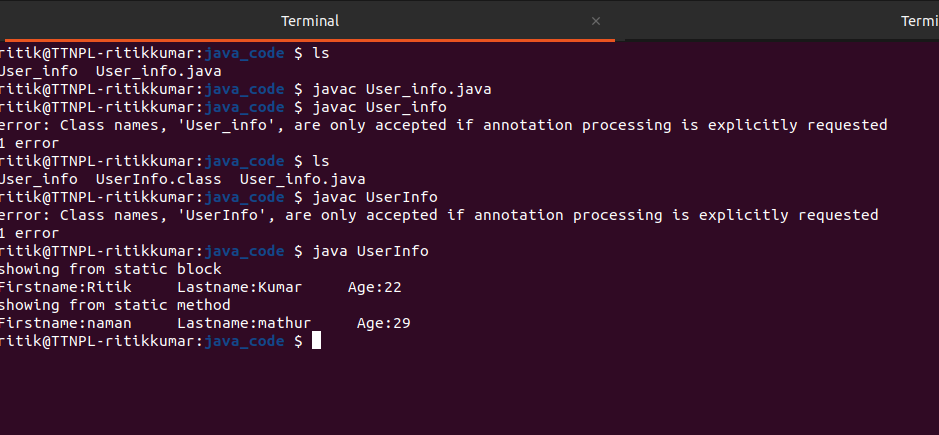 Terminal × Termi
ritik@TTNPL-ritikkumar:java_code $ ls
User_info  User_info.java
ritik@TTNPL-ritikkumar:java_code $ javac User_info.java
ritik@TTNPL-ritikkumar:java_code $ javac User_info
error: Class names, 'User_info', are only accepted if annotation processing is explicitly requested
1 error
ritik@TTNPL-ritikkumar:java_code $ ls
User_info  UserInfo.class  User_info.java
ritik@TTNPL-ritikkumar:java_code $ javac UserInfo
error: Class names, 'UserInfo', are only accepted if annotation processing is explicitly requested
1 error
ritik@TTNPL-ritikkumar:java_code $ java UserInfo
showing from static block
Firstname:Ritik     Lastname:Kumar     Age:22
showing from static method
Firstname:naman     Lastname:mathur     Age:29
ritik@TTNPL-ritikkumar:java_code $